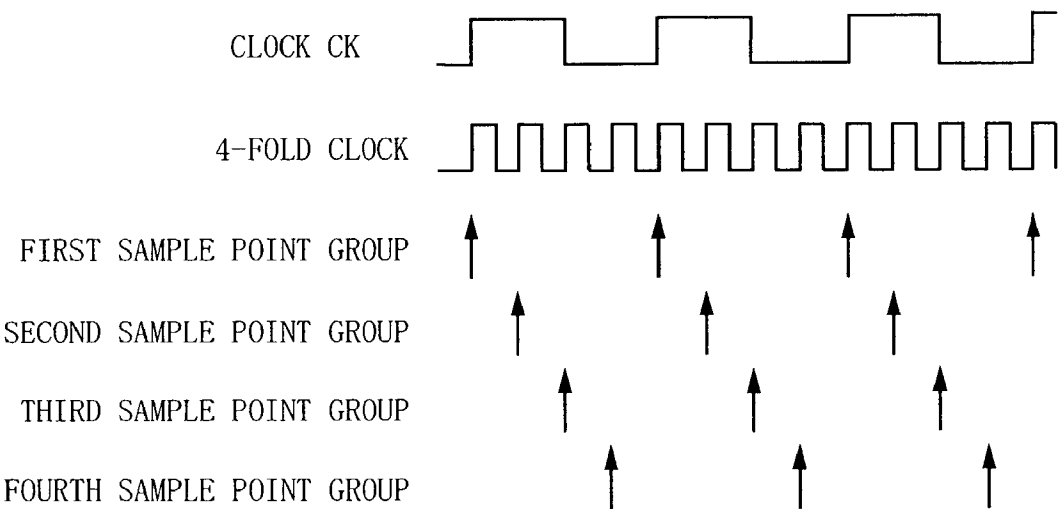 CLOCK CK
4-FOLD CLOCK
FIRST SAMPLE POINT GROUP
SECOND SAMPLE POINT GROUP
THIRD SAMPLE POINT GROUP
FOURTH SAMPLE POINT GROUP